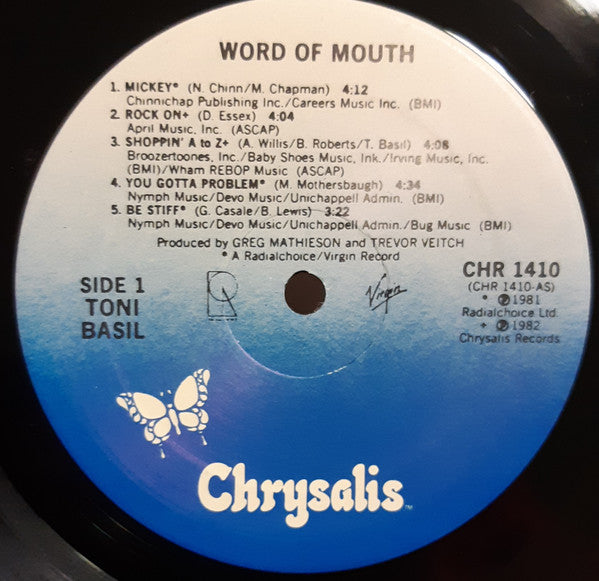 WORD OF MOUTH
1. MICKEY* (N. Chinn/M. Chapman) 4:12
Chinnichap Publishing Inc./Careers Music Inc. (BMI)
2. ROCK ON+ (D. Essex) 4:04
April Music, Inc. (ASCAP)
3. SHOPPIN' A to Z+ (A. Willis/B. Roberts/T. Basil) 4:08
Broozertoones, Inc./Baby Shoes Music, Ink./Irving Music, Inc.
(BMI)/Wham REBOP Music (ASCAP)
4. YOU GOTTA PROBLEM* (M. Mothersbaugh) 4:34
Nymph Music/Devo Music/Unichappell Admin. (BMI)
5. BE STIFF* (G. Casale/B. Lewis) 3:22
Nymph Music/Devo Music/Unichappell Admin./Bug Music (BMI)
Produced by GREG MATHIESON and TREVOR VEITCH
* A Radialchoice/Virgin Record
SIDE 1
TONI
BASIL
R
Virgin
CHR 1410
(CHR 1410-AS)
* ℗1981
Radialchoice Ltd.
+ ℗1982
Chrysalis Records
Chrysalis™